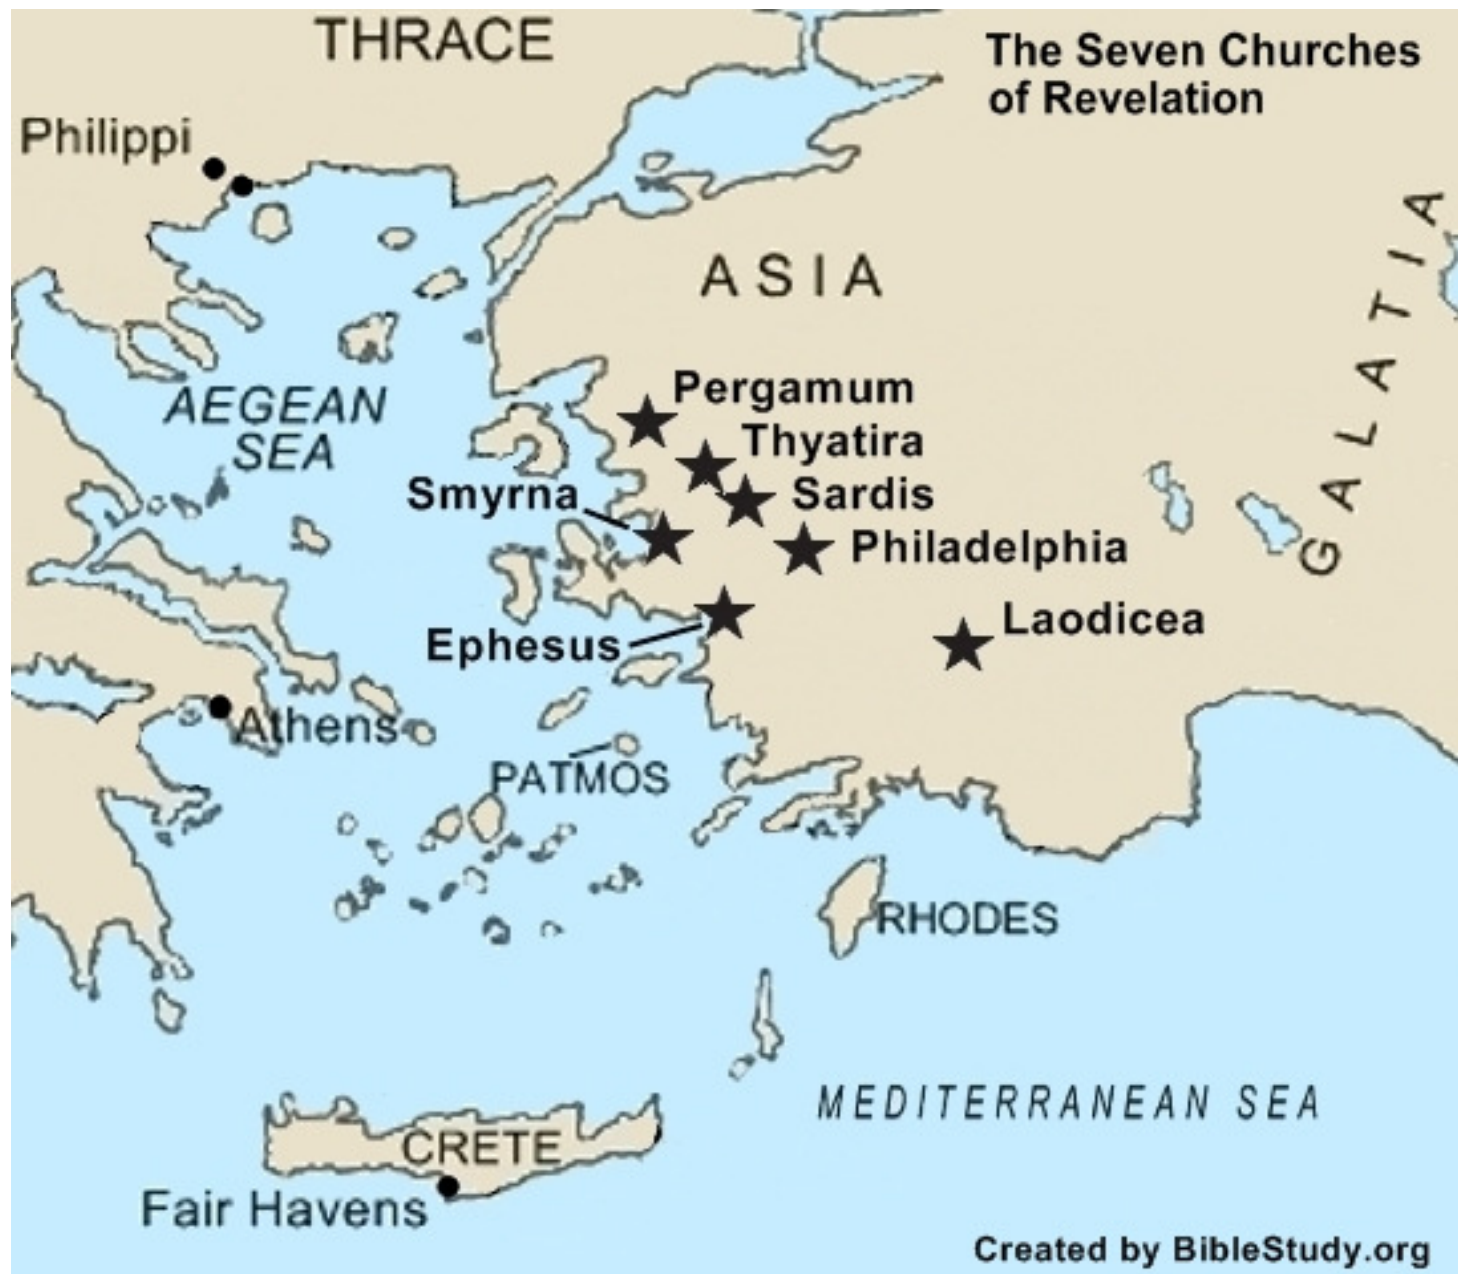 THRACE
The Seven Churches
of Revelation
Philippi
ASIA
GALATIA
AEGEAN
SEA
Pergamum
Thyatira
Smyrna
Sardis
Philadelphia
Ephesus
Laodicea
Athens
PATMOS
RHODES
MEDITERRANEAN SEA
CRETE
Fair Havens
Created by BibleStudy.org